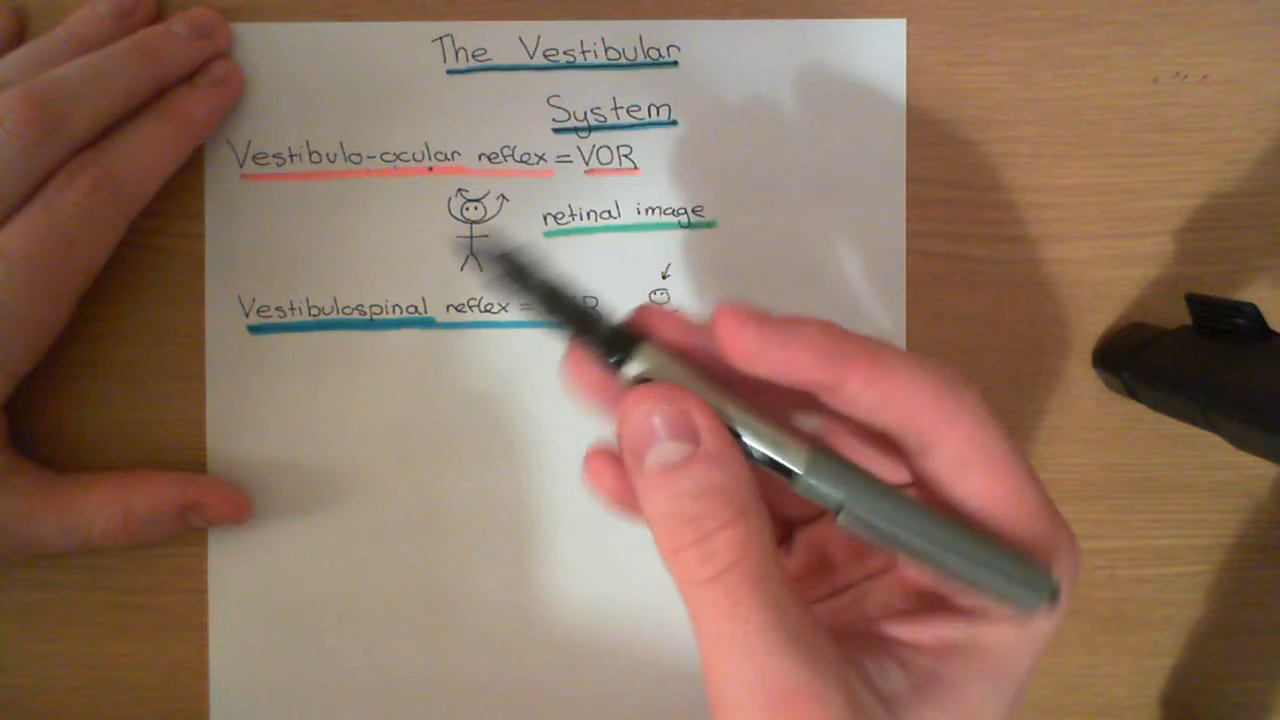 The Vestibular
System
Vestibulo-ocular reflex = VOR
retinal image
Vestibulospinal reflex =